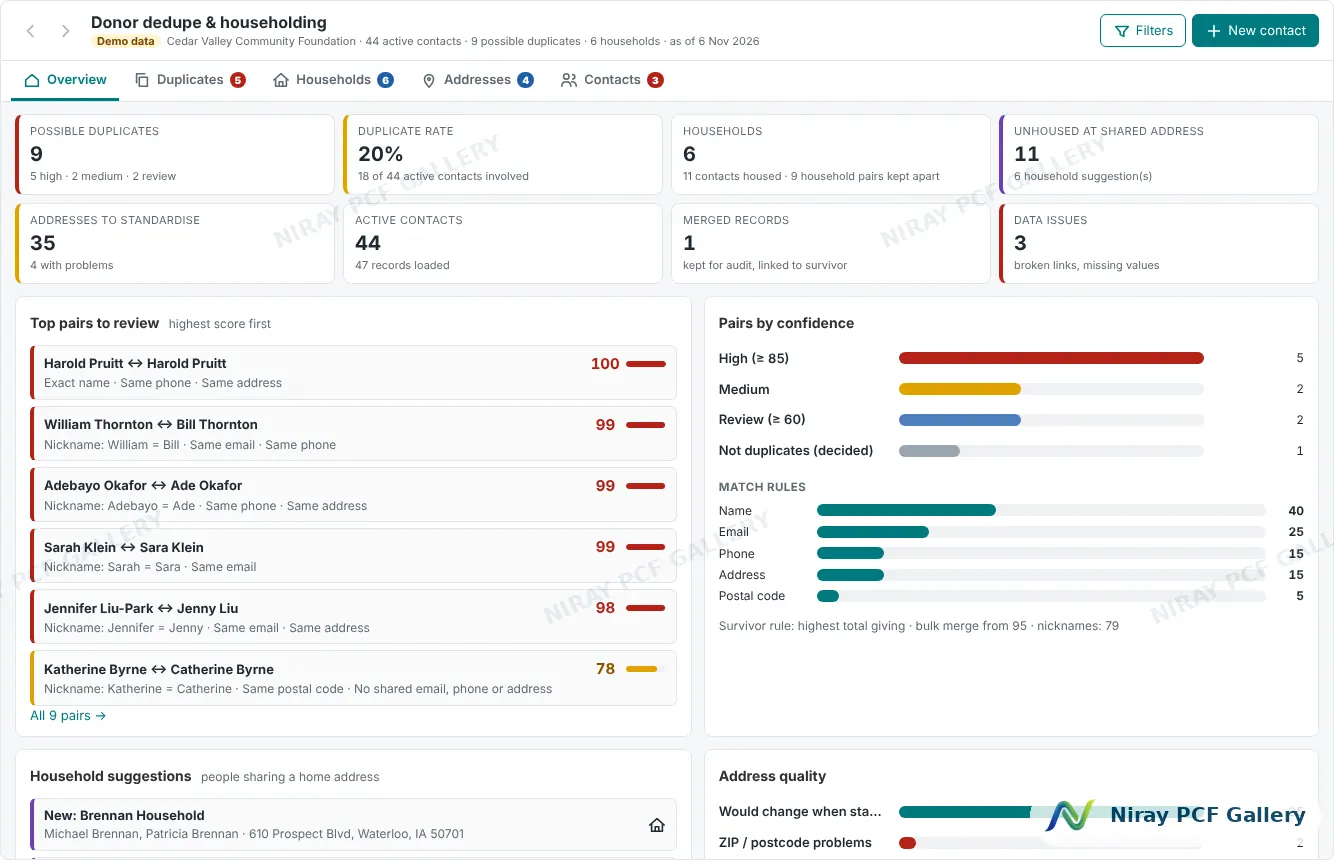 Donor dedupe & householding
Demo data Cedar Valley Community Foundation · 44 active contacts · 9 possible duplicates · 6 households · as of 6 Nov 2026
Filters
New contact
Overview
Duplicates 5
Households 6
Addresses 4
Contacts 3
POSSIBLE DUPLICATES
9
5 high · 2 medium · 2 review
DUPLICATE RATE
20%
18 of 44 active contacts involved
HOUSEHOLDS
6
11 contacts housed · 9 household pairs kept apart
UNHOUSED AT SHARED ADDRESS
11
6 household suggestion(s)
ADDRESSES TO STANDARDISE
35
4 with problems
ACTIVE CONTACTS
44
47 records loaded
MERGED RECORDS
1
kept for audit, linked to survivor
DATA ISSUES
3
broken links, missing values
Top pairs to review highest score first
Harold Pruitt ↔ Harold Pruitt 100
Exact name · Same phone · Same address
William Thornton ↔ Bill Thornton 99
Nickname: William = Bill · Same email · Same phone
Adebayo Okafor ↔ Ade Okafor 99
Nickname: Adebayo = Ade · Same phone · Same address
Sarah Klein ↔ Sara Klein 99
Nickname: Sarah = Sara · Same email
Jennifer Liu-Park ↔ Jenny Liu 98
Nickname: Jennifer = Jenny · Same email · Same address
Katherine Byrne ↔ Catherine Byrne 78
Nickname: Katherine = Catherine · Same postal code · No shared email, phone or address
All 9 pairs →
Pairs by confidence
High (≥ 85) 5
Medium 2
Review (≥ 60) 2
Not duplicates (decided) 1
MATCH RULES
Name 40
Email 25
Phone 15
Address 15
Postal code 5
Survivor rule: highest total giving · bulk merge from 95 · nicknames: 79
Household suggestions people sharing a home address
New: Brennan Household
Michael Brennan, Patricia Brennan · 610 Prospect Blvd, Waterloo, IA 50701
Address quality
Would change when sta...
ZIP / postcode problems
Niray PCF Gallery
NIRAY PCF GALLERY
NIRAY PCF GALLERY
NIRAY PCF GALLERY